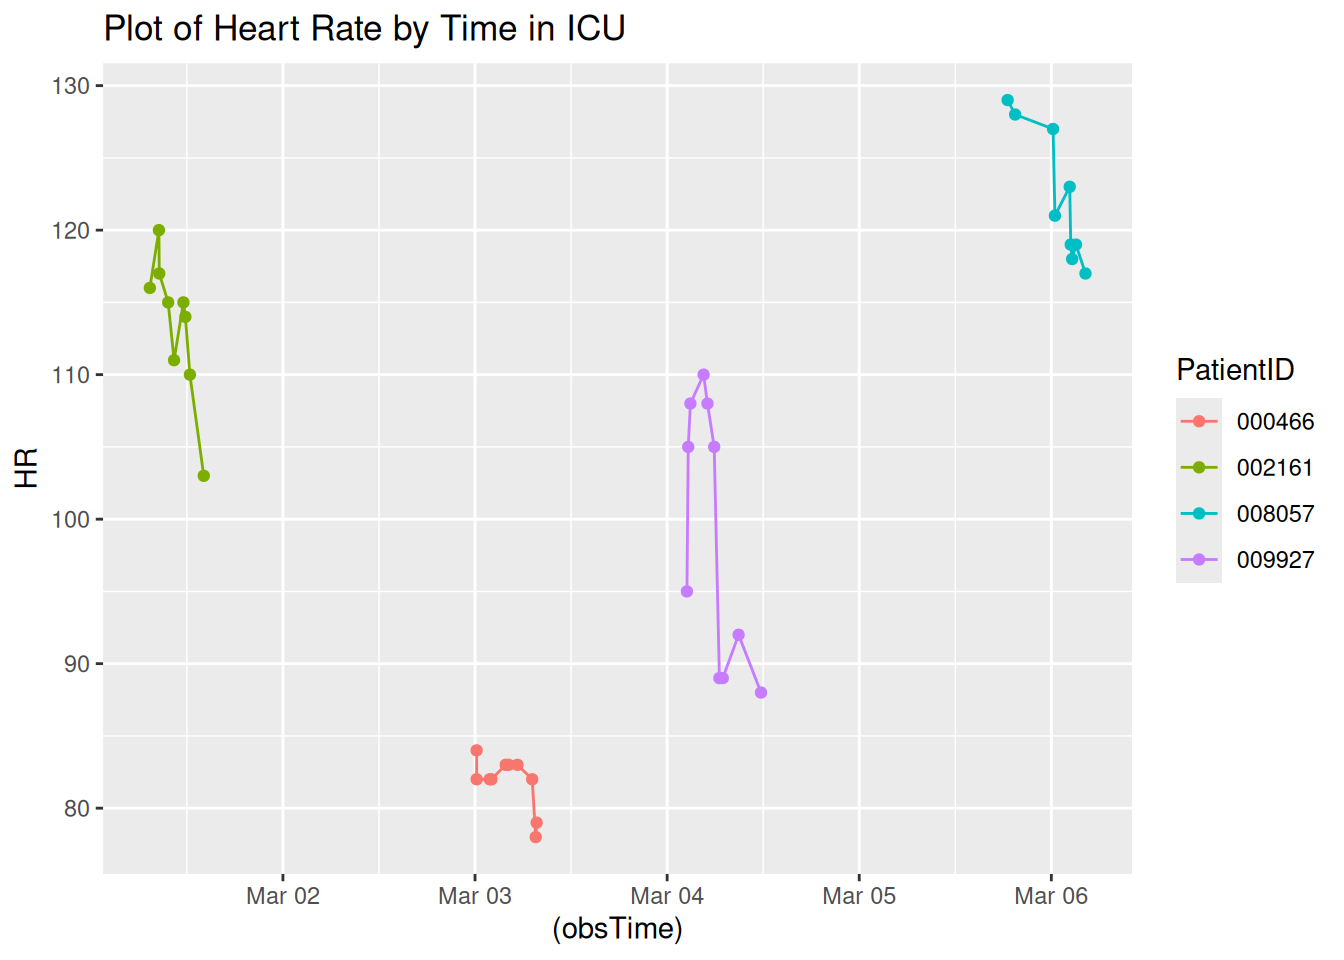 Plot of Heart Rate by Time in ICU
130
120
110
100
90
80
HR
Mar 02 Mar 03 Mar 04 Mar 05 Mar 06
(obsTime)
PatientID
000466
002161
008057
009927